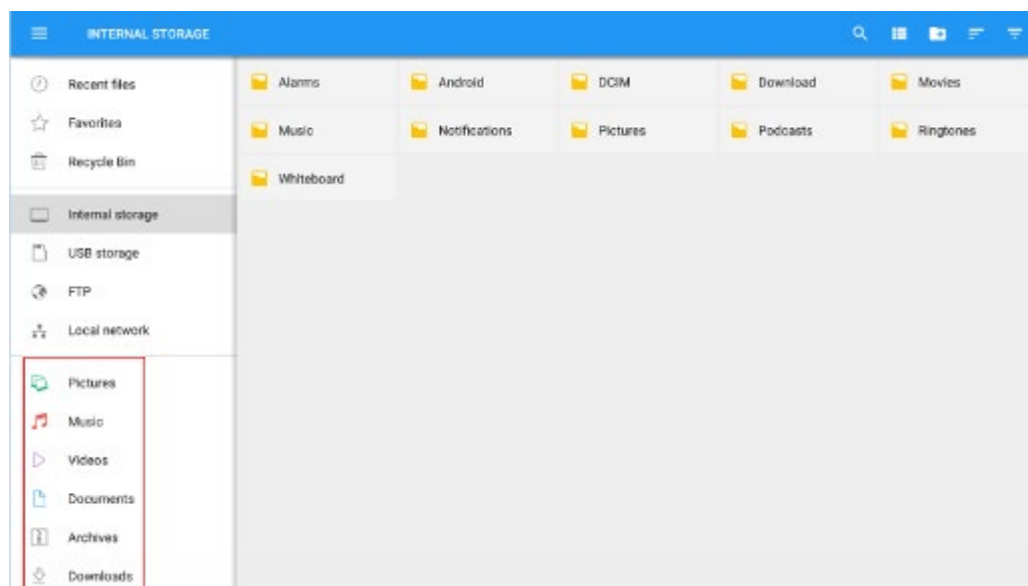 INTERNAL STORAGE
Recent files
Favorites
Recycle Bin
Internal storage
USB storage
FTP
Local network
Pictures
Music
Videos
Documents
Archives
Downloads
Alarms
Android
DCIM
Download
Movies
Music
Notifications
Pictures
Podcasts
Ringtones
Whiteboard